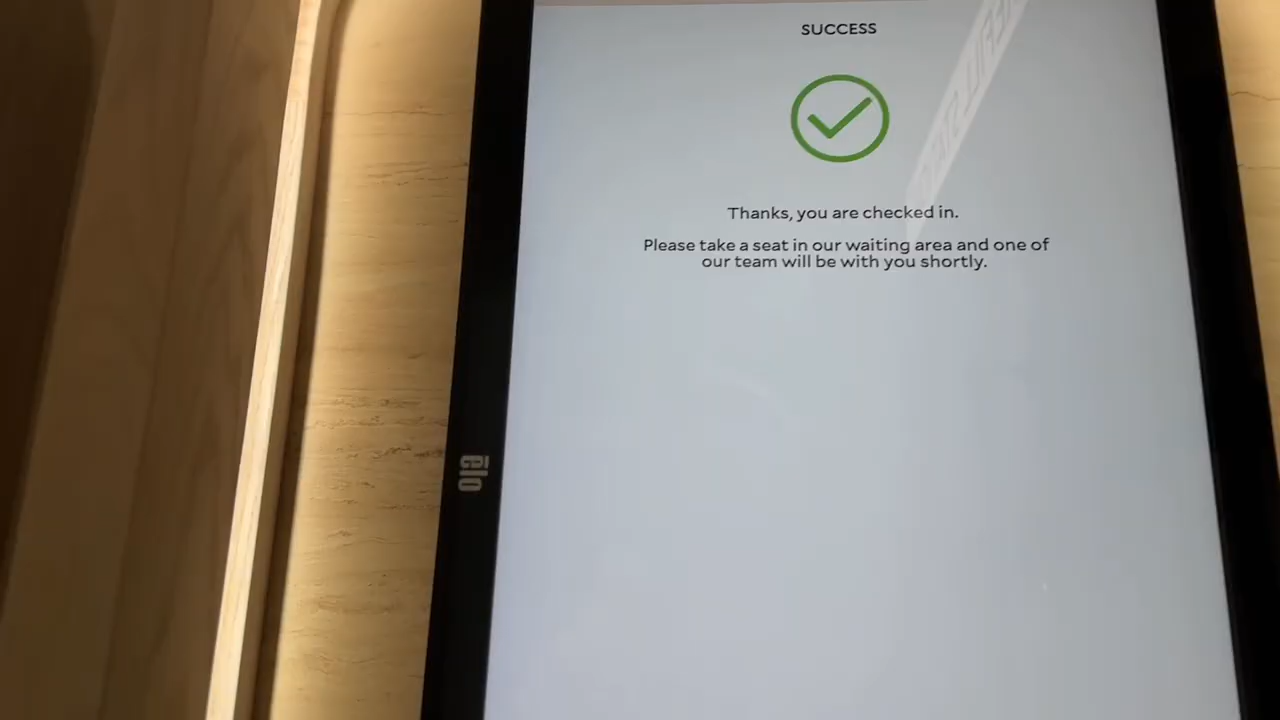 SUCCESS
Thanks, you are checked in.
Please take a seat in our waiting area and one of
our team will be with you shortly.
elo